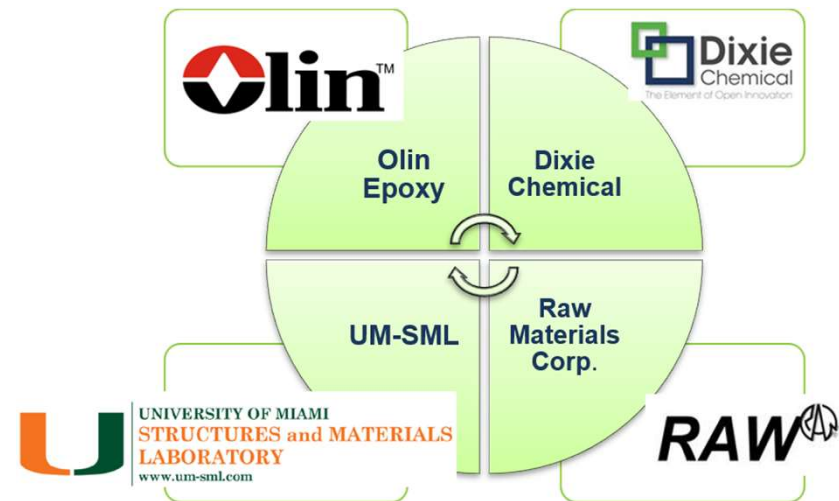 Olin™
Dixie
Chemical
The Element of Open Innovation
Olin
Epoxy
Dixie
Chemical
UM-SML
Raw
Materials
Corp.
UNIVERSITY OF MIAMI
STRUCTURES and MATERIALS
LABORATORY
www.um-sml.com
RAW